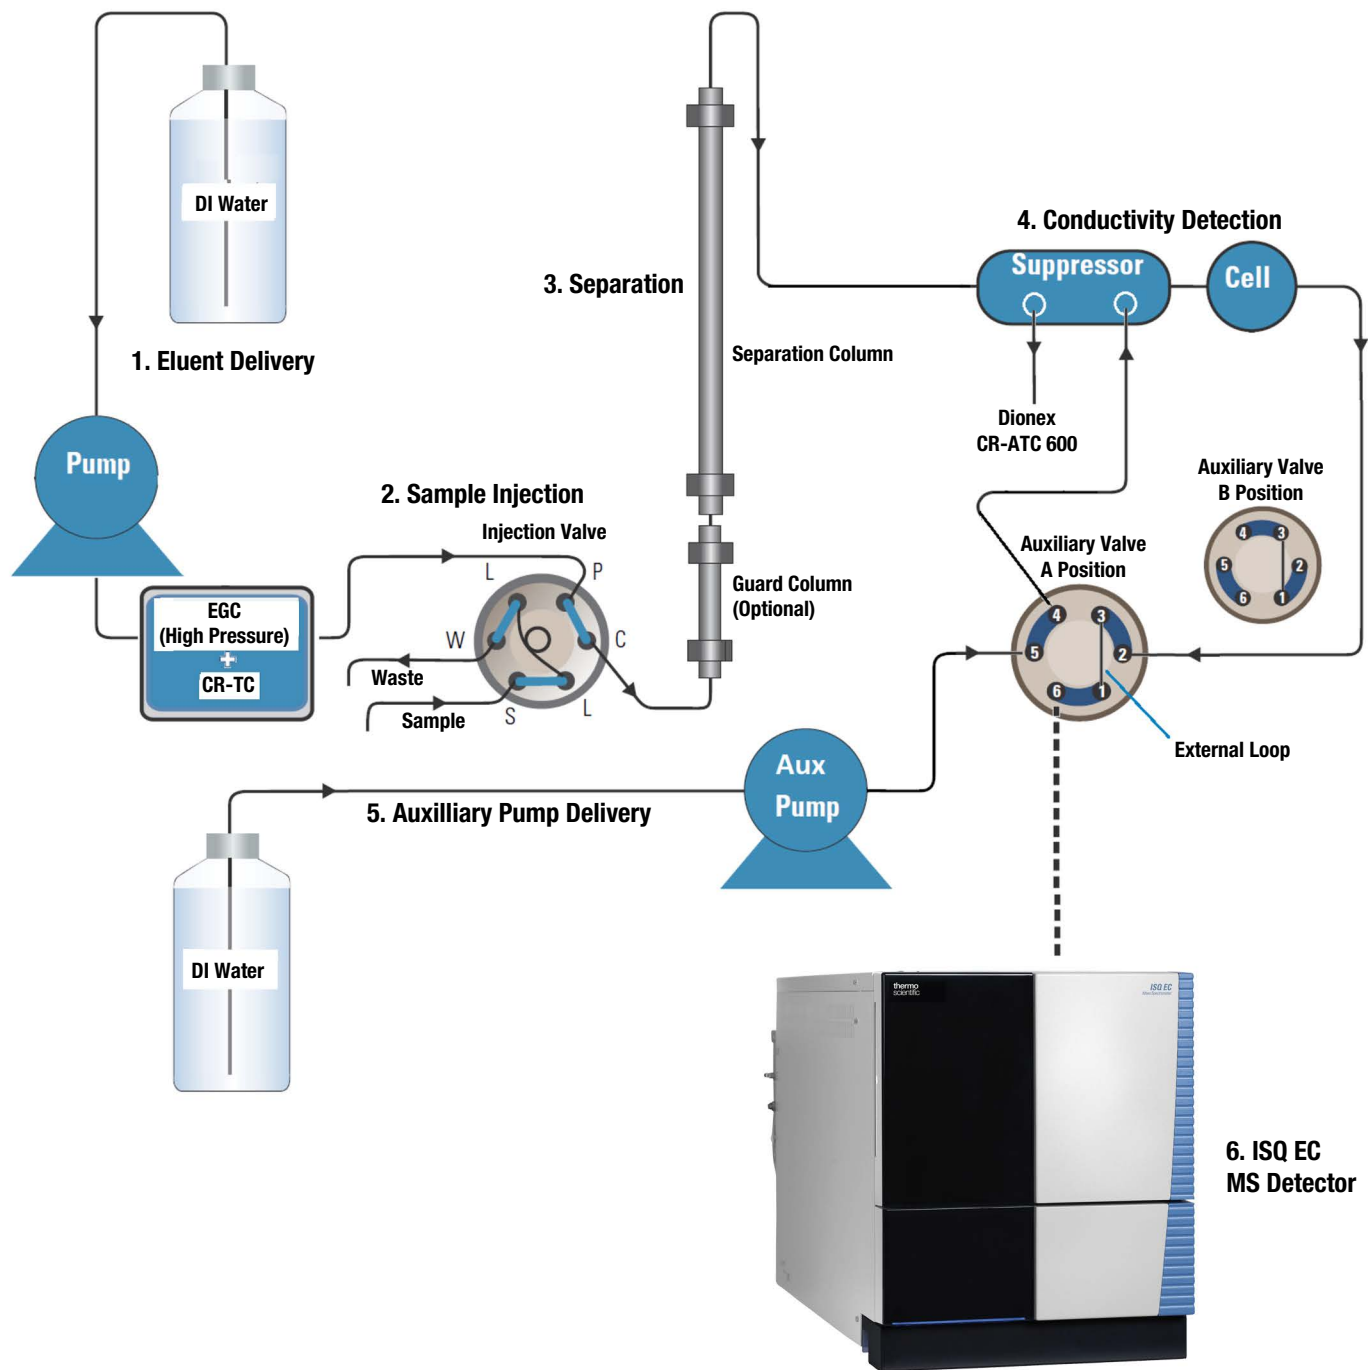 DI Water
1. Eluent Delivery
Pump
EGC
(High Pressure)
+
CR-TC
2. Sample Injection
Injection Valve
L
P
W
C
S
L
Waste
Sample
3. Separation
Separation Column
Guard Column
(Optional)
4. Conductivity Detection
Suppressor
Cell
Dionex
CR-ATC 600
Auxiliary Valve
B Position
4
3
5
2
6
1
Auxiliary Valve
A Position
4
3
5
2
6
1
External Loop
5. Auxilliary Pump Delivery
Aux
Pump
DI Water
thermo
scientific
ISQ EC
6. ISQ EC
MS Detector